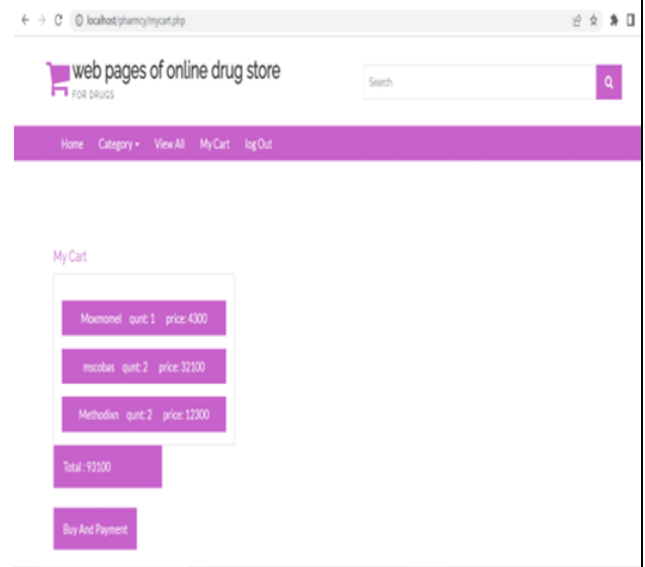 localhost/pharmcy/mycart.php
web pages of online drug store
FOR DRUGS
Search
Home Category View All My Cart log Out
My Cart
Moxmomel qunt: 1 price: 4300
mscobas qunt: 2 price: 32100
Methodixn qunt: 2 price: 12300
Total : 93100
Buy And Payment